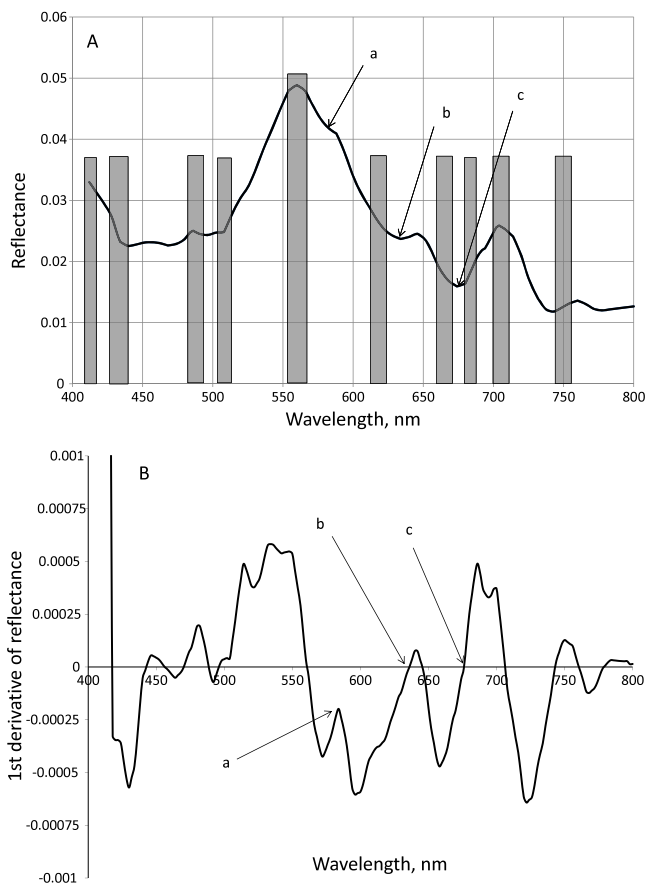 A
a
b
c
0.06
0.05
0.04
0.03
0.02
0.01
0
Reflectance
400 450 500 550 600 650 700 750 800
Wavelength, nm
B
b
c
a
0.001
0.00075
0.0005
0.00025
0
-0.00025
-0.0005
-0.00075
-0.001
1st derivative of reflectance
400 450 500 550 600 650 700 750 800
Wavelength, nm